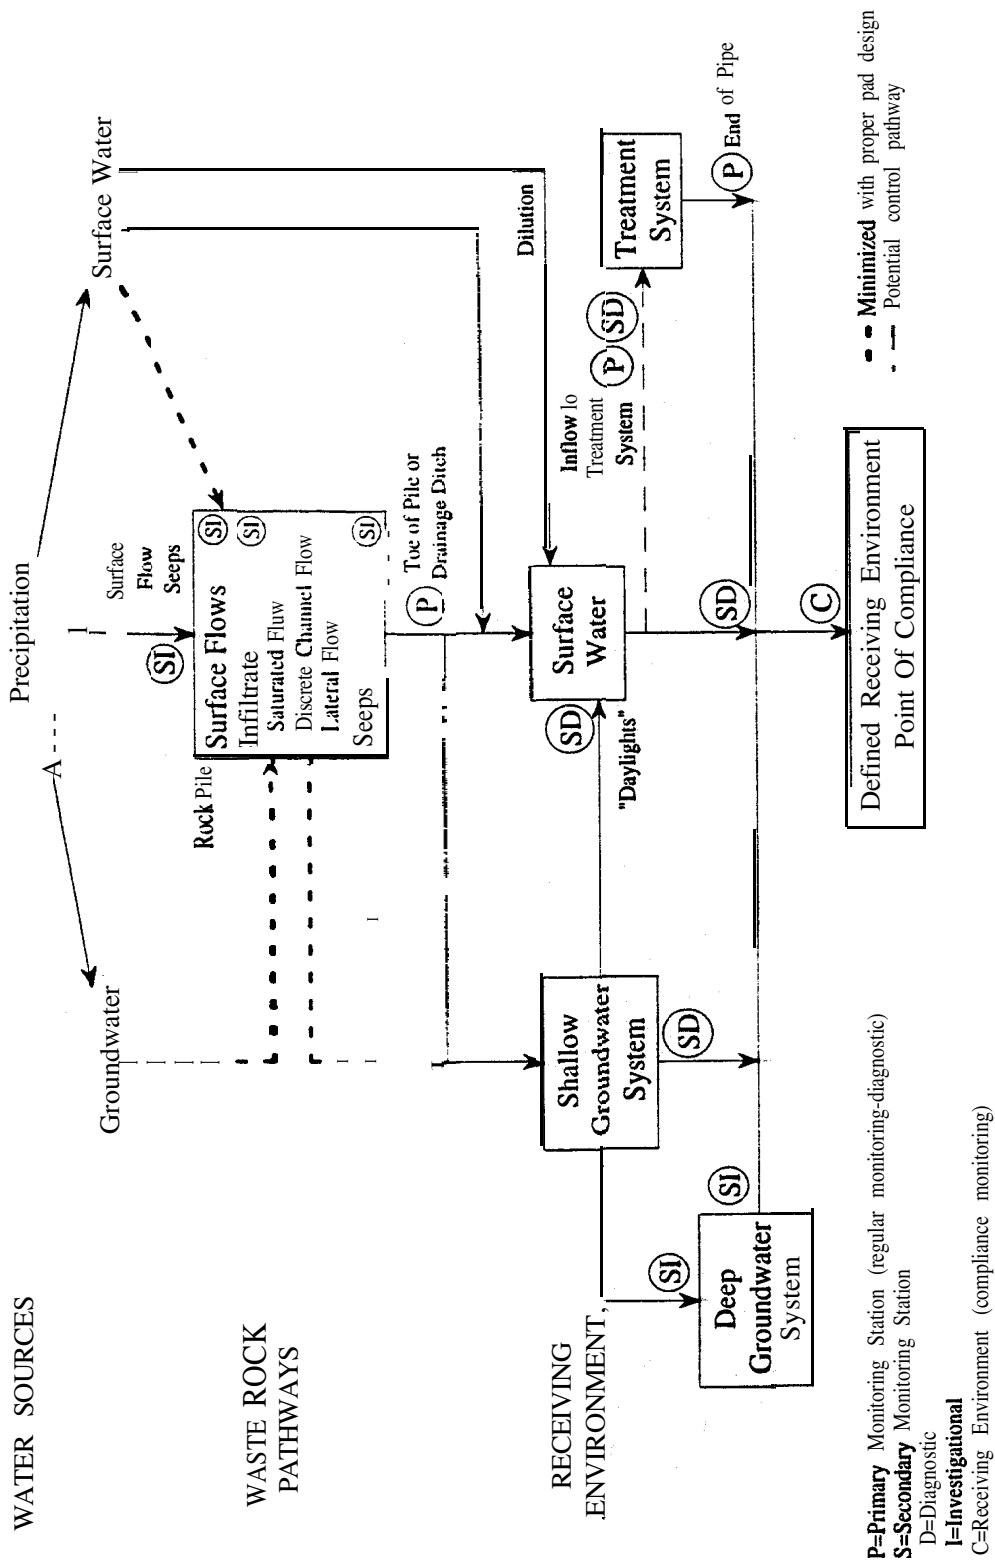 WATER SOURCES
Precipitation
A
Groundwater
Surface Water
WASTE ROCK
PATHWAYS
Surface
Flow
Seeps
SI
Rock Pile
Surface Flows
SI
Infiltrate
SI
Saturated Fluw
Discrete Channel Flow
Lateral Flow
Seeps
SI
P
Toe of Pile or
Drainage Ditch
RECEIVING
ENVIRONMENT
Dilution
Shallow
Groundwater
System
Surface
Water
SD
"Daylights"
Inflow lo
Treatment
System
P
SD
Treatment
System
P
End of Pipe
SI
Deep
Groundwater
System
SI
SD
SD
C
Defined Receiving Environment
Point Of Compliance
Minimized with proper pad design
Potential control pathway
P=Primary Monitoring Station (regular monitoring-diagnostic)
S=Secondary Monitoring Station
D=Diagnostic
I=Investigational
C=Receiving Environment (compliance monitoring)